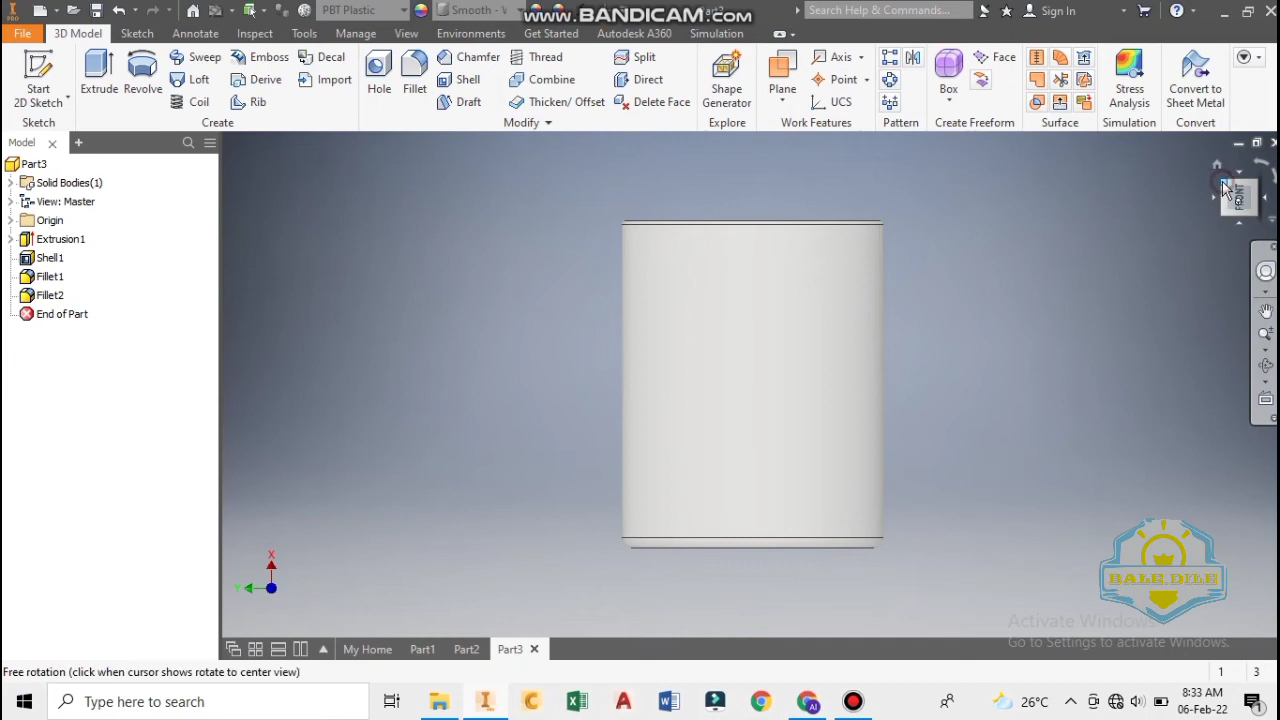 PBT Plastic
Smooth -
www.BANDICAM.com
Search Help & Commands...
Sign In
PRO
File
3D Model
Sketch
Annotate
Inspect
Tools
Manage
View
Environments
Get Started
Autodesk A360
Simulation
Start
2D Sketch
Extrude
Revolve
Sweep
Loft
Coil
Emboss
Derive
Rib
Decal
Import
Hole
Fillet
Chamfer
Shell
Draft
Thread
Combine
Thicken/ Offset
Split
Direct
Delete Face
Shape
Generator
Plane
Axis
Point
UCS
Box
Face
Stress
Analysis
Convert to
Sheet Metal
Sketch
Create
Modify
Explore
Work Features
Pattern
Create Freeform
Surface
Simulation
Convert
Model
Part3
Solid Bodies(1)
View: Master
Origin
Extrusion1
Shell1
Fillet1
Fillet2
End of Part
FRONT
X
Y
BALE DILE
Activate Windows
Go to Settings to activate Windows.
My Home
Part1
Part2
Part3
Free rotation (click when cursor shows rotate to center view)
1
3
Type here to search
26°C
8:33 AM
06-Feb-22
1